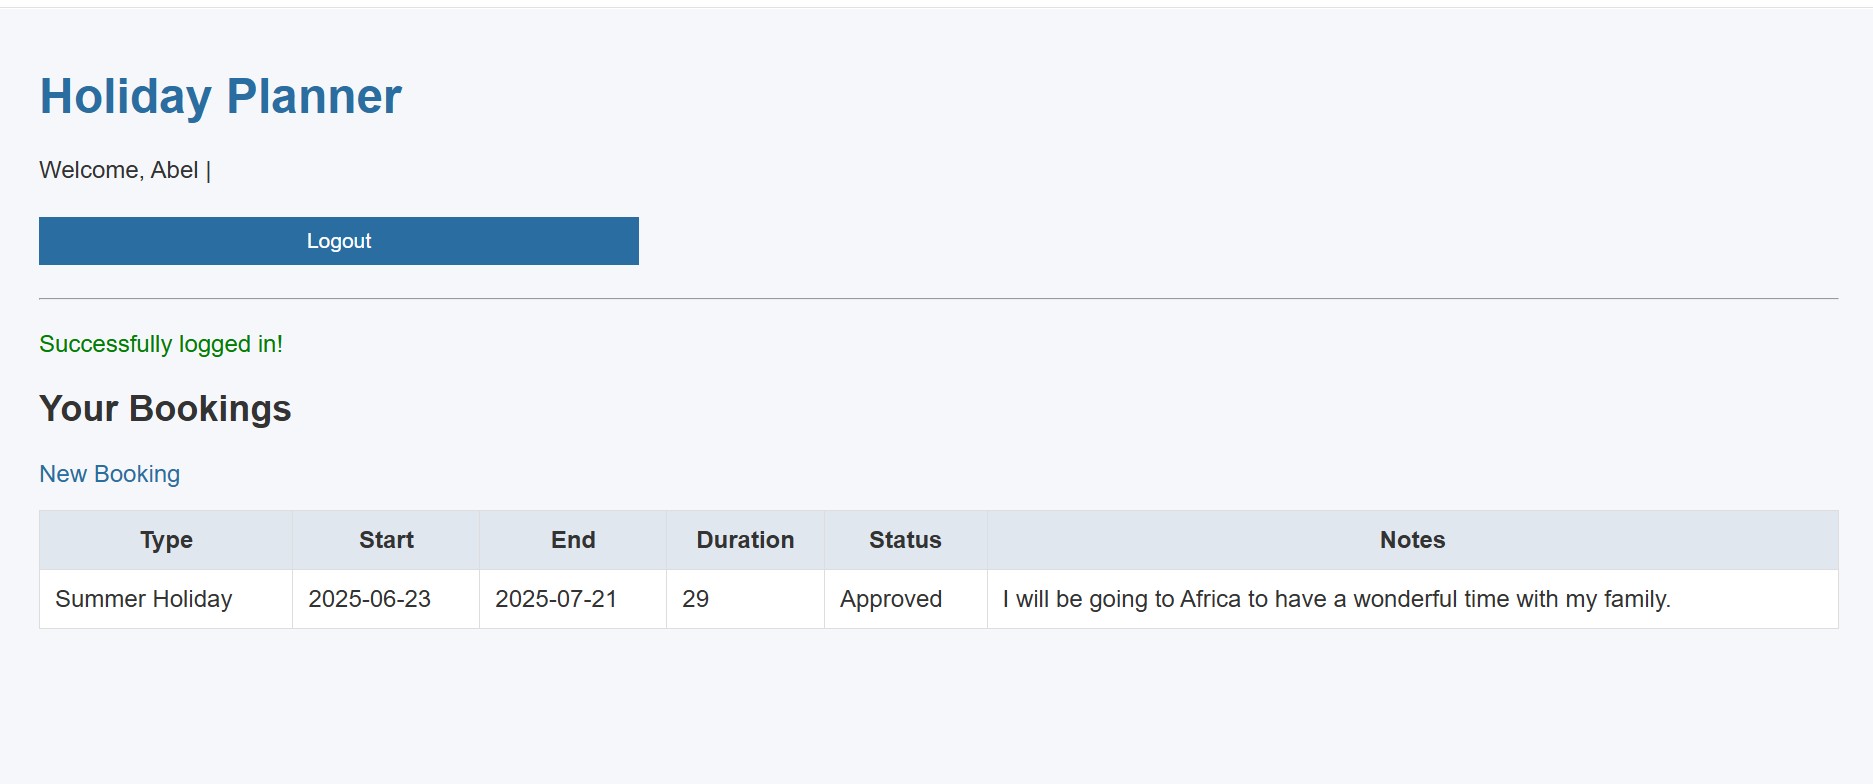 Holiday Planner
Welcome, Abel |
Logout
Successfully logged in!
Your Bookings
New Booking
Type Start End Duration Status Notes
Summer Holiday 2025-06-23 2025-07-21 29 Approved I will be going to Africa to have a wonderful time with my family.